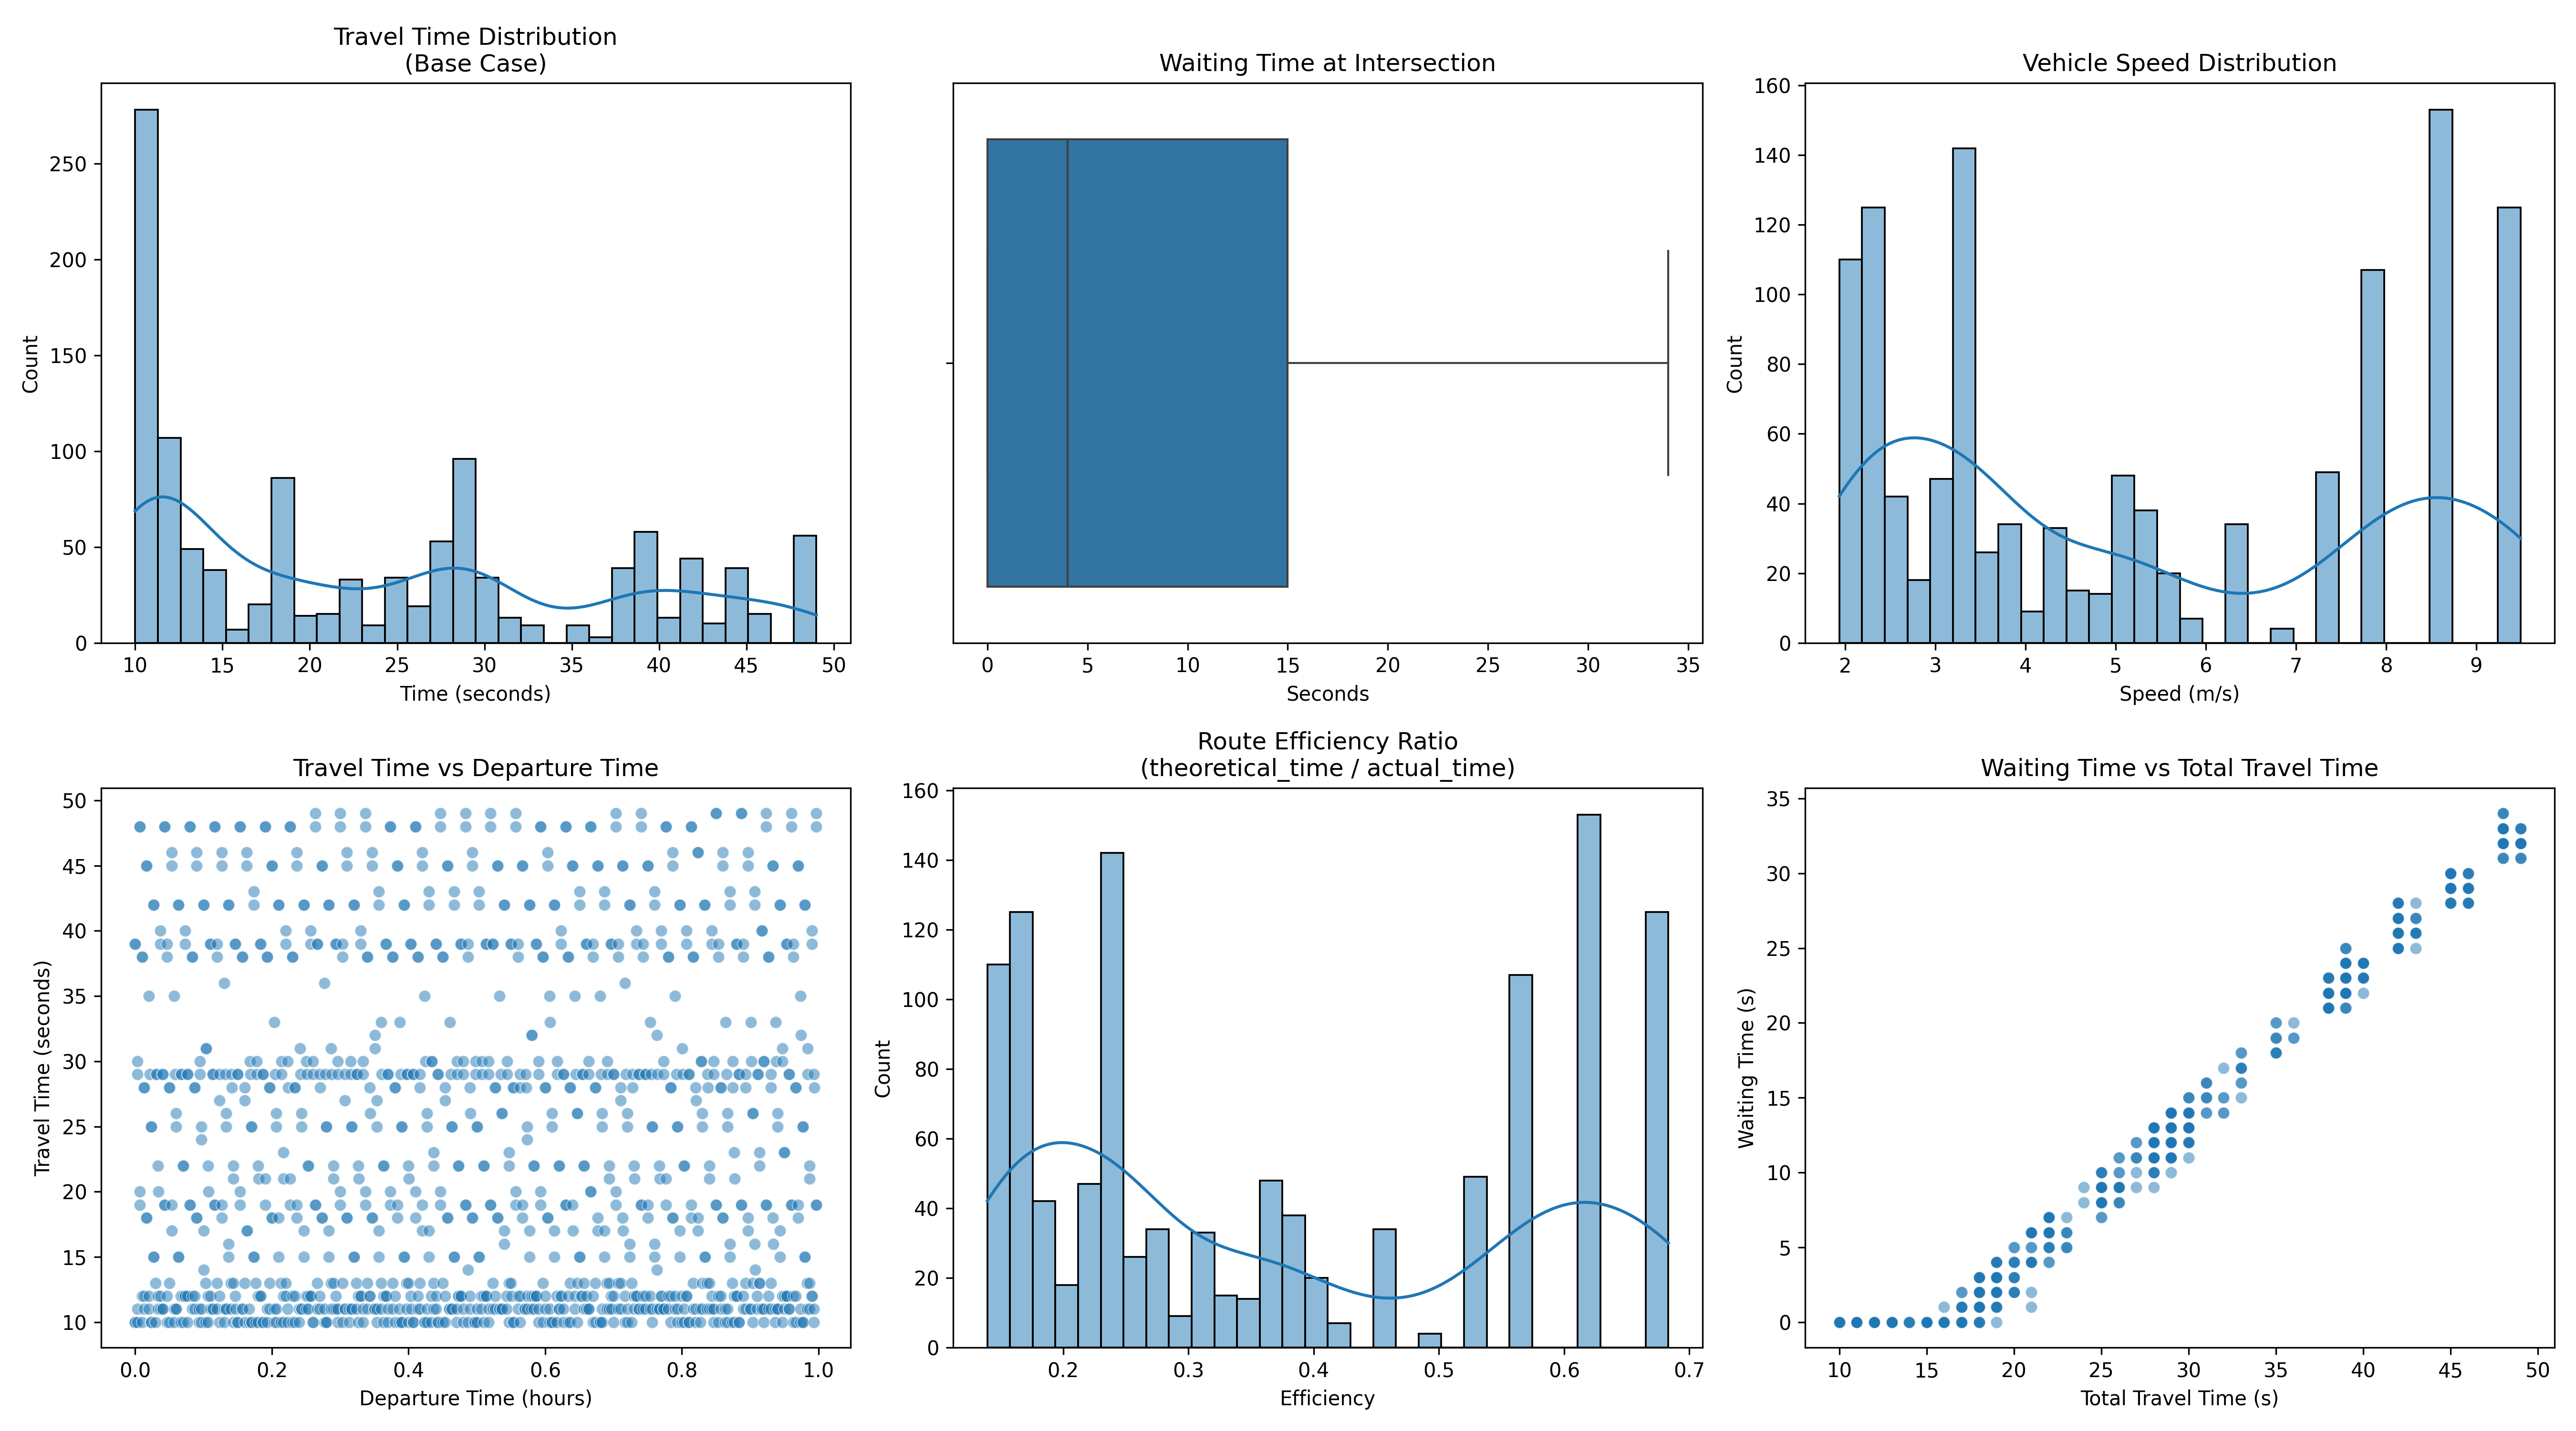 Travel Time Distribution
(Base Case)
Count
250
200
150
100
50
0
10 15 20 25 30 35 40 45 50
Time (seconds)
Waiting Time at Intersection
0 5 10 15 20 25 30 35
Seconds
Vehicle Speed Distribution
Count
160
140
120
100
80
60
40
20
0
2 3 4 5 6 7 8 9
Speed (m/s)
Travel Time vs Departure Time
Travel Time (seconds)
50
45
40
35
30
25
20
15
10
0.0 0.2 0.4 0.6 0.8 1.0
Departure Time (hours)
Route Efficiency Ratio
(theoretical_time / actual_time)
Count
160
140
120
100
80
60
40
20
0
0.2 0.3 0.4 0.5 0.6 0.7
Efficiency
Waiting Time vs Total Travel Time
Waiting Time (s)
35
30
25
20
15
10
5
0
10 15 20 25 30 35 40 45 50
Total Travel Time (s)